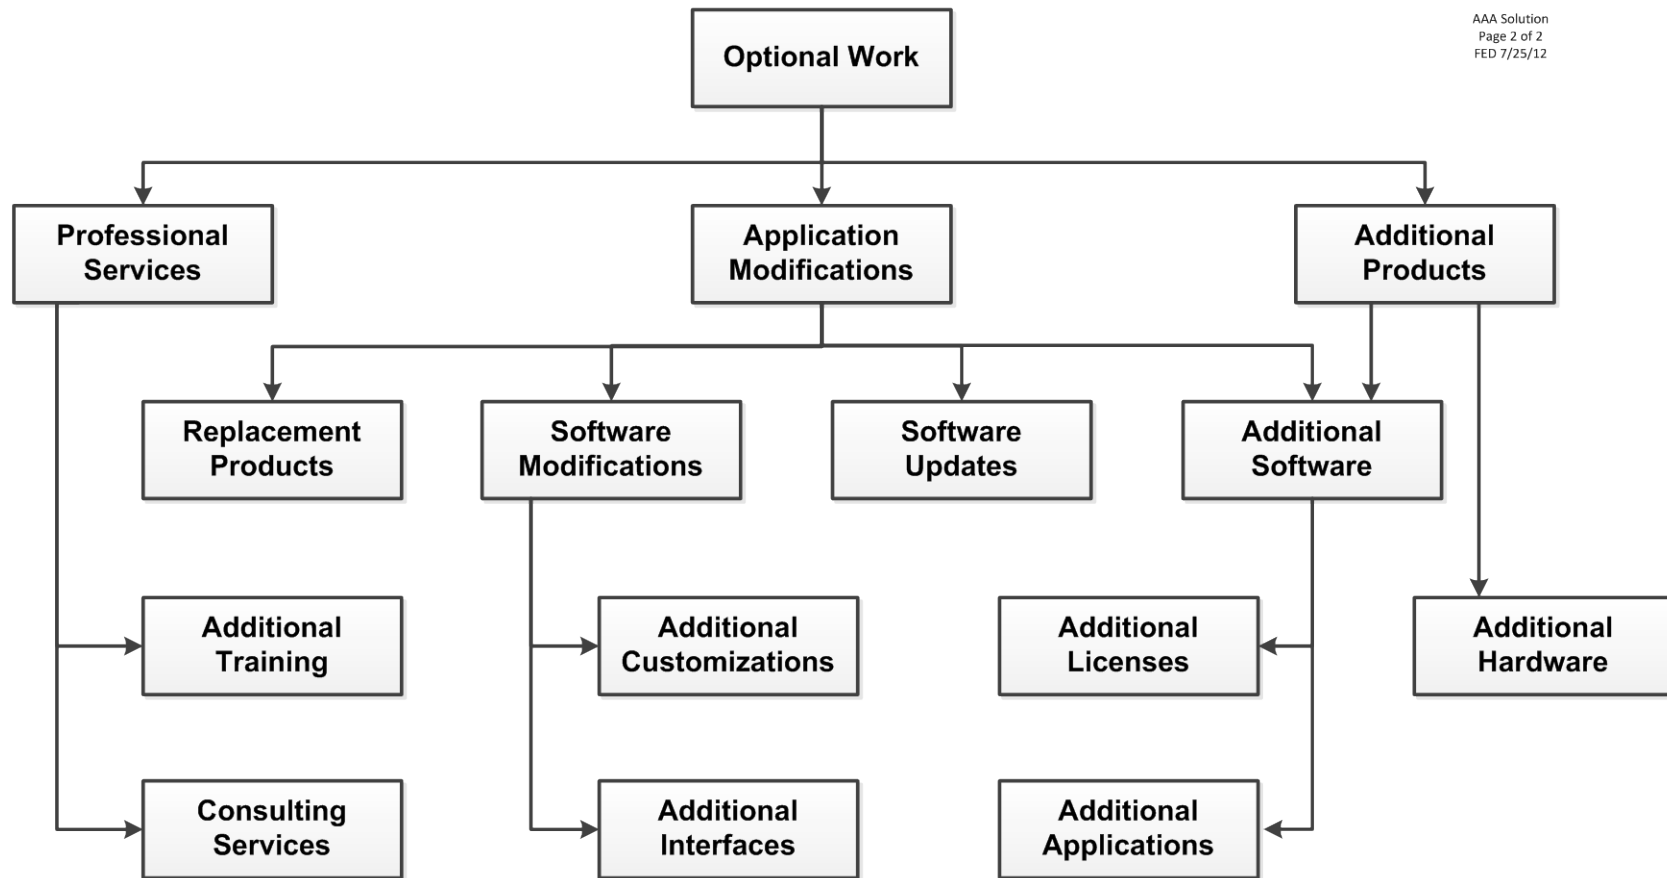 AAA Solution
Page 2 of 2
FED 7/25/12
Optional Work
Professional
Services
Application
Modifications
Additional
Products
Replacement
Products
Software
Modifications
Software
Updates
Additional
Software
Additional
Training
Additional
Customizations
Additional
Licenses
Additional
Hardware
Consulting
Services
Additional
Interfaces
Additional
Applications